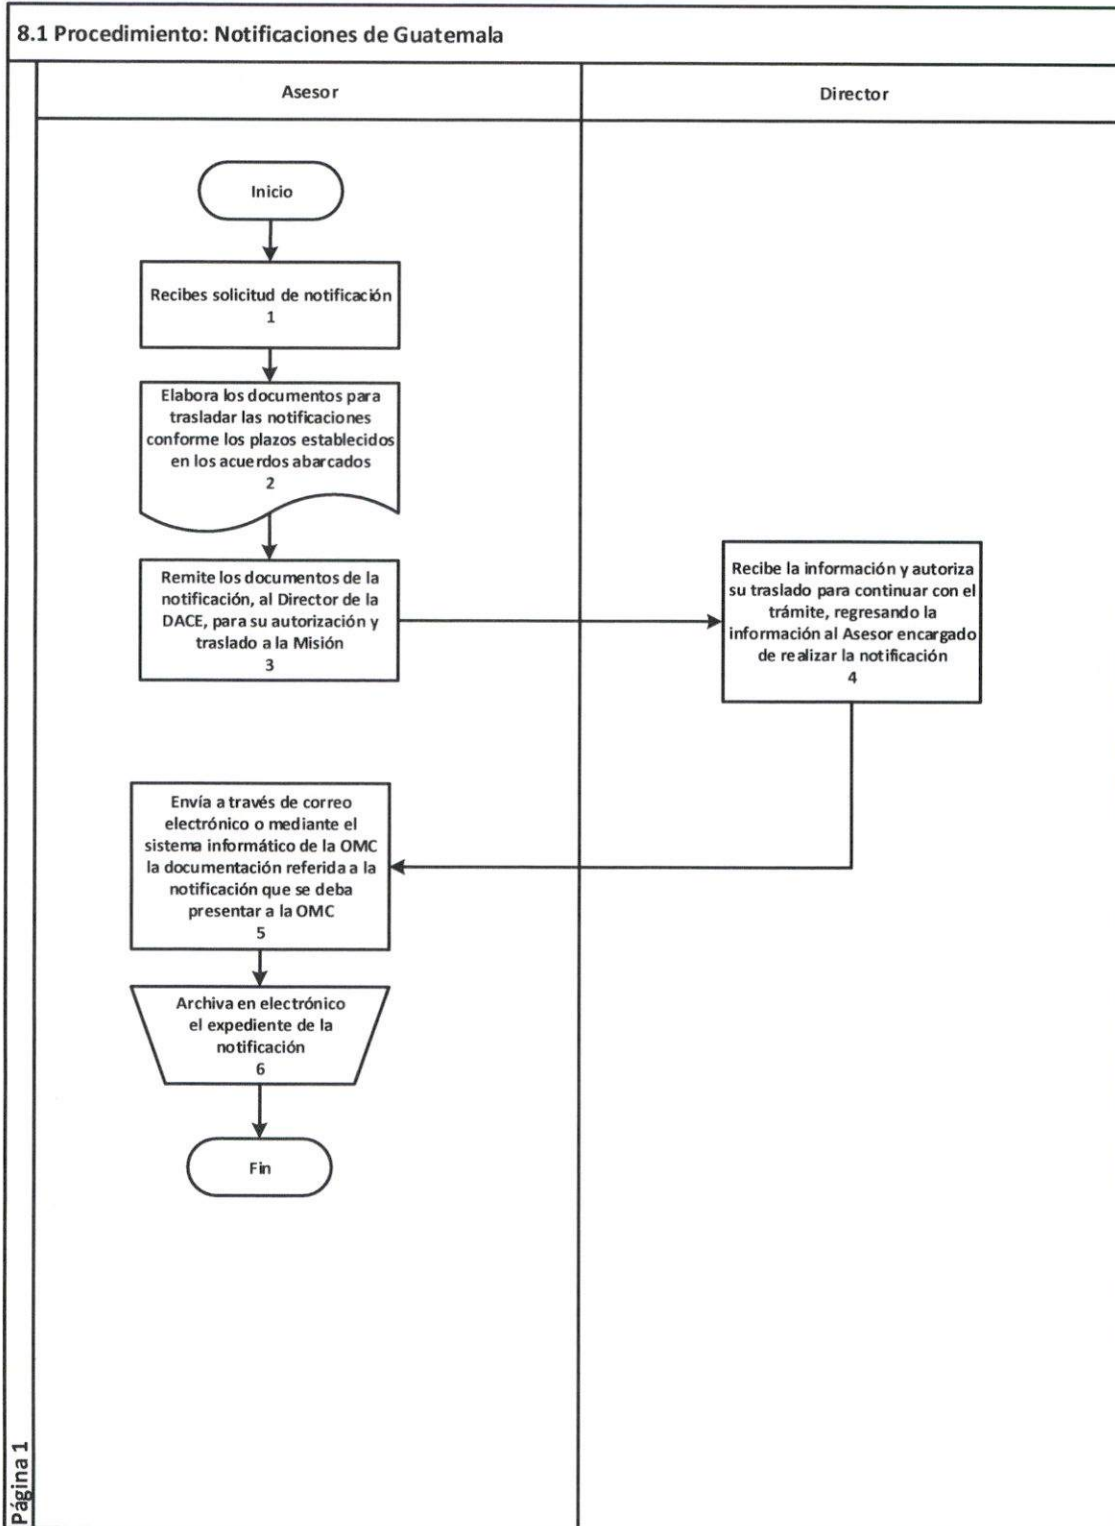 8.1 Procedimiento: Notificaciones de Guatemala
Asesor
Director
Inicio
Recibes solicitud de notificación
1
Elabora los documentos para
trasladar las notificaciones
conforme los plazos establecidos
en los acuerdos abarcados
2
Remite los documentos de la
notificación, al Director de la
DACE, para su autorización y
traslado a la Misión
3
Recibe la información y autoriza
su traslado para continuar con el
trámite, regresando la
información al Asesor encargado
de realizar la notificación
4
Envía a través de correo
electrónico o mediante el
sistema informático de la OMC
la documentación referida a la
notificación que se deba
presentar a la OMC
5
Archiva en electrónico
el expediente de la
notificación
6
Fin
Página 1